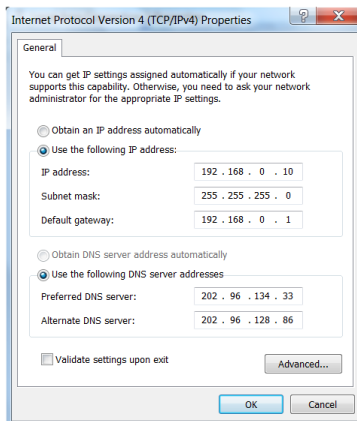 Internet Protocol Version 4 (TCP/IPv4) Properties
General
You can get IP settings assigned automatically if your network
supports this capability. Otherwise, you need to ask your network
administrator for the appropriate IP settings.
Obtain an IP address automatically
Use the following IP address:
IP address: 192 . 168 . 0 . 10
Subnet mask: 255 . 255 . 255 . 0
Default gateway: 192 . 168 . 0 . 1
Obtain DNS server address automatically
Use the following DNS server addresses
Preferred DNS server: 202 . 96 . 134 . 33
Alternate DNS server: 202 . 96 . 128 . 86
Validate settings upon exit
Advanced...
OK Cancel